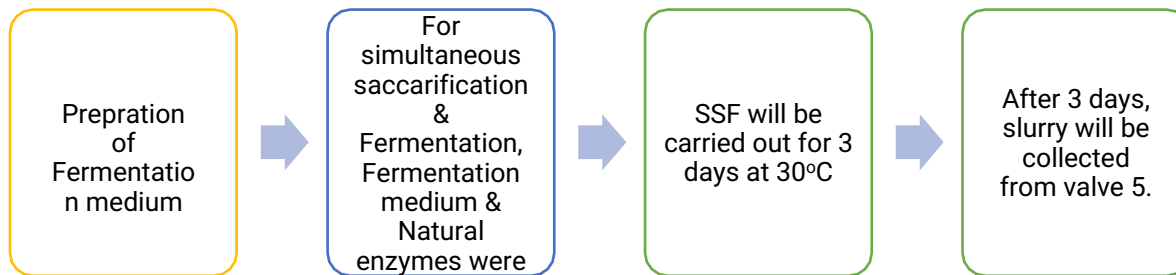 Prepration
of
Fermentatio
n medium
For
simultaneous
saccarification
&
Fermentation,
Fermentation
medium &
Natural
enzymes were
SSF will be
carried out for 3
days at 30°C
After 3 days,
slurry will be
collected
from valve 5.